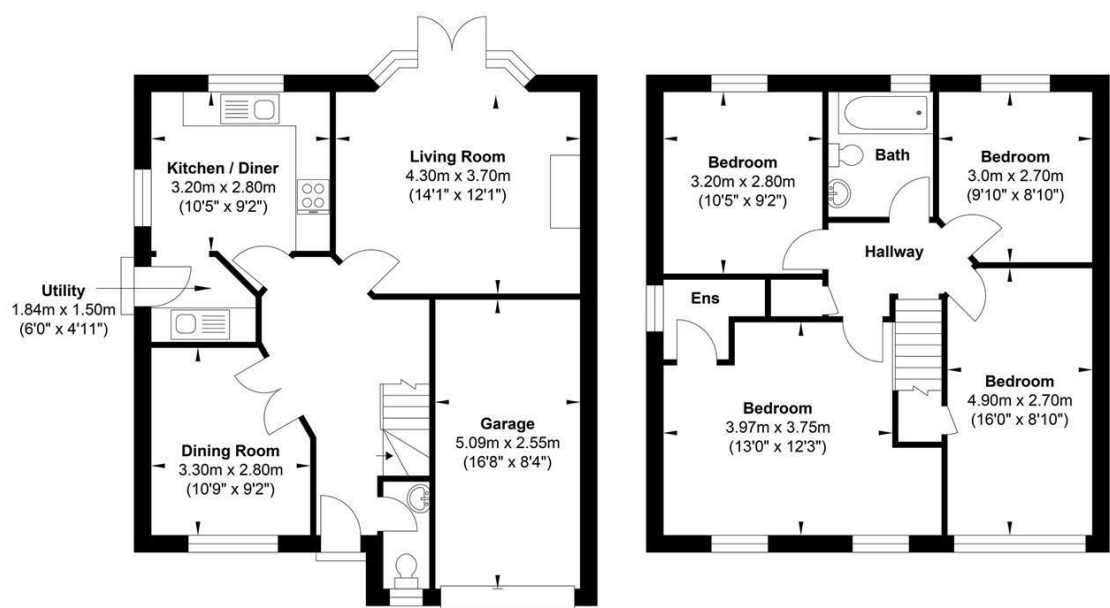 Kitchen / Diner
3.20m x 2.80m
(10'5" x 9'2")
Living Room
4.30m x 3.70m
(14'1" x 12'1")
Utility
1.84m x 1.50m
(6'0" x 4'11")
Dining Room
3.30m x 2.80m
(10'9" x 9'2")
Garage
5.09m x 2.55m
(16'8" x 8'4")
Bedroom
3.20m x 2.80m
(10'5" x 9'2")
Bath
Bedroom
3.0m x 2.70m
(9'10" x 8'10")
Hallway
Ens
Bedroom
3.97m x 3.75m
(13'0" x 12'3")
Bedroom
4.90m x 2.70m
(16'0" x 8'10")